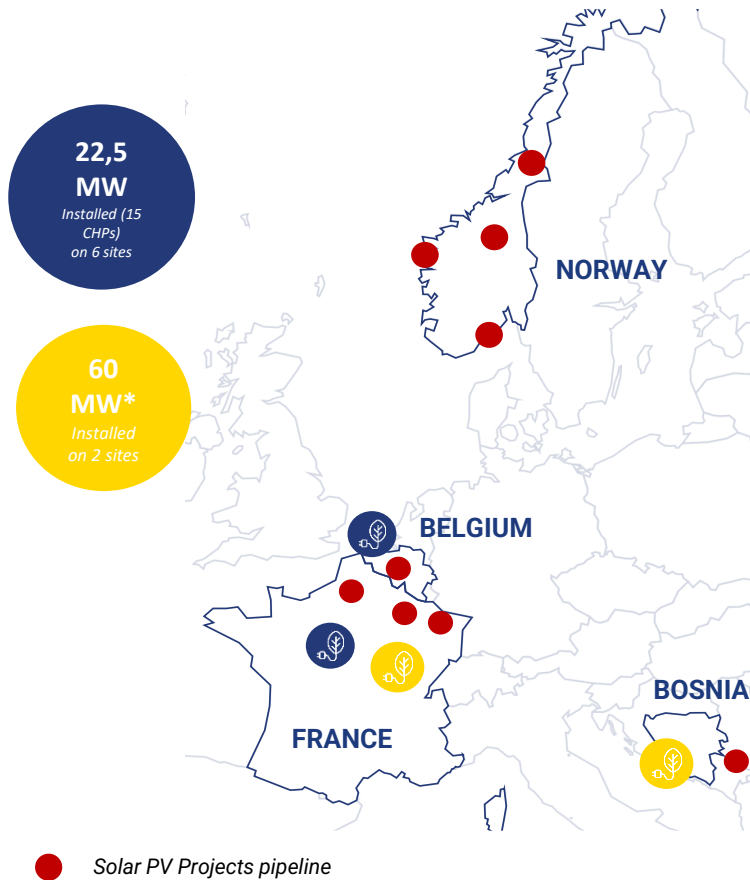 22,5
MW
Installed (15
CHPs)
on 6 sites
NORWAY
60
MW*
Installed
on 2 sites
BELGIUM
BOSNIA
FRANCE
Solar PV Projects pipeline